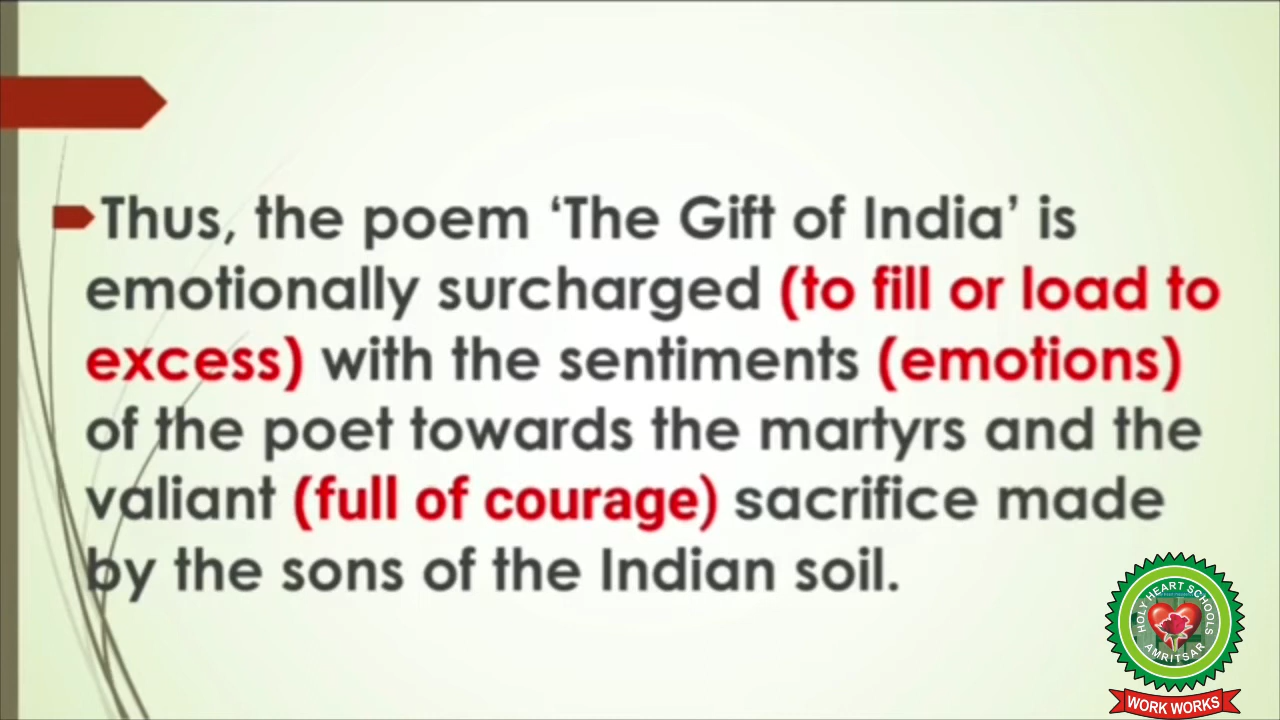 Thus, the poem ‘The Gift of India’ is
emotionally surcharged (to fill or load to
excess) with the sentiments (emotions)
of the poet towards the martyrs and the
valiant (full of courage) sacrifice made
by the sons of the Indian soil.
HOLY HEART SCHOOLS
AMRITSAR
WORK WORKS